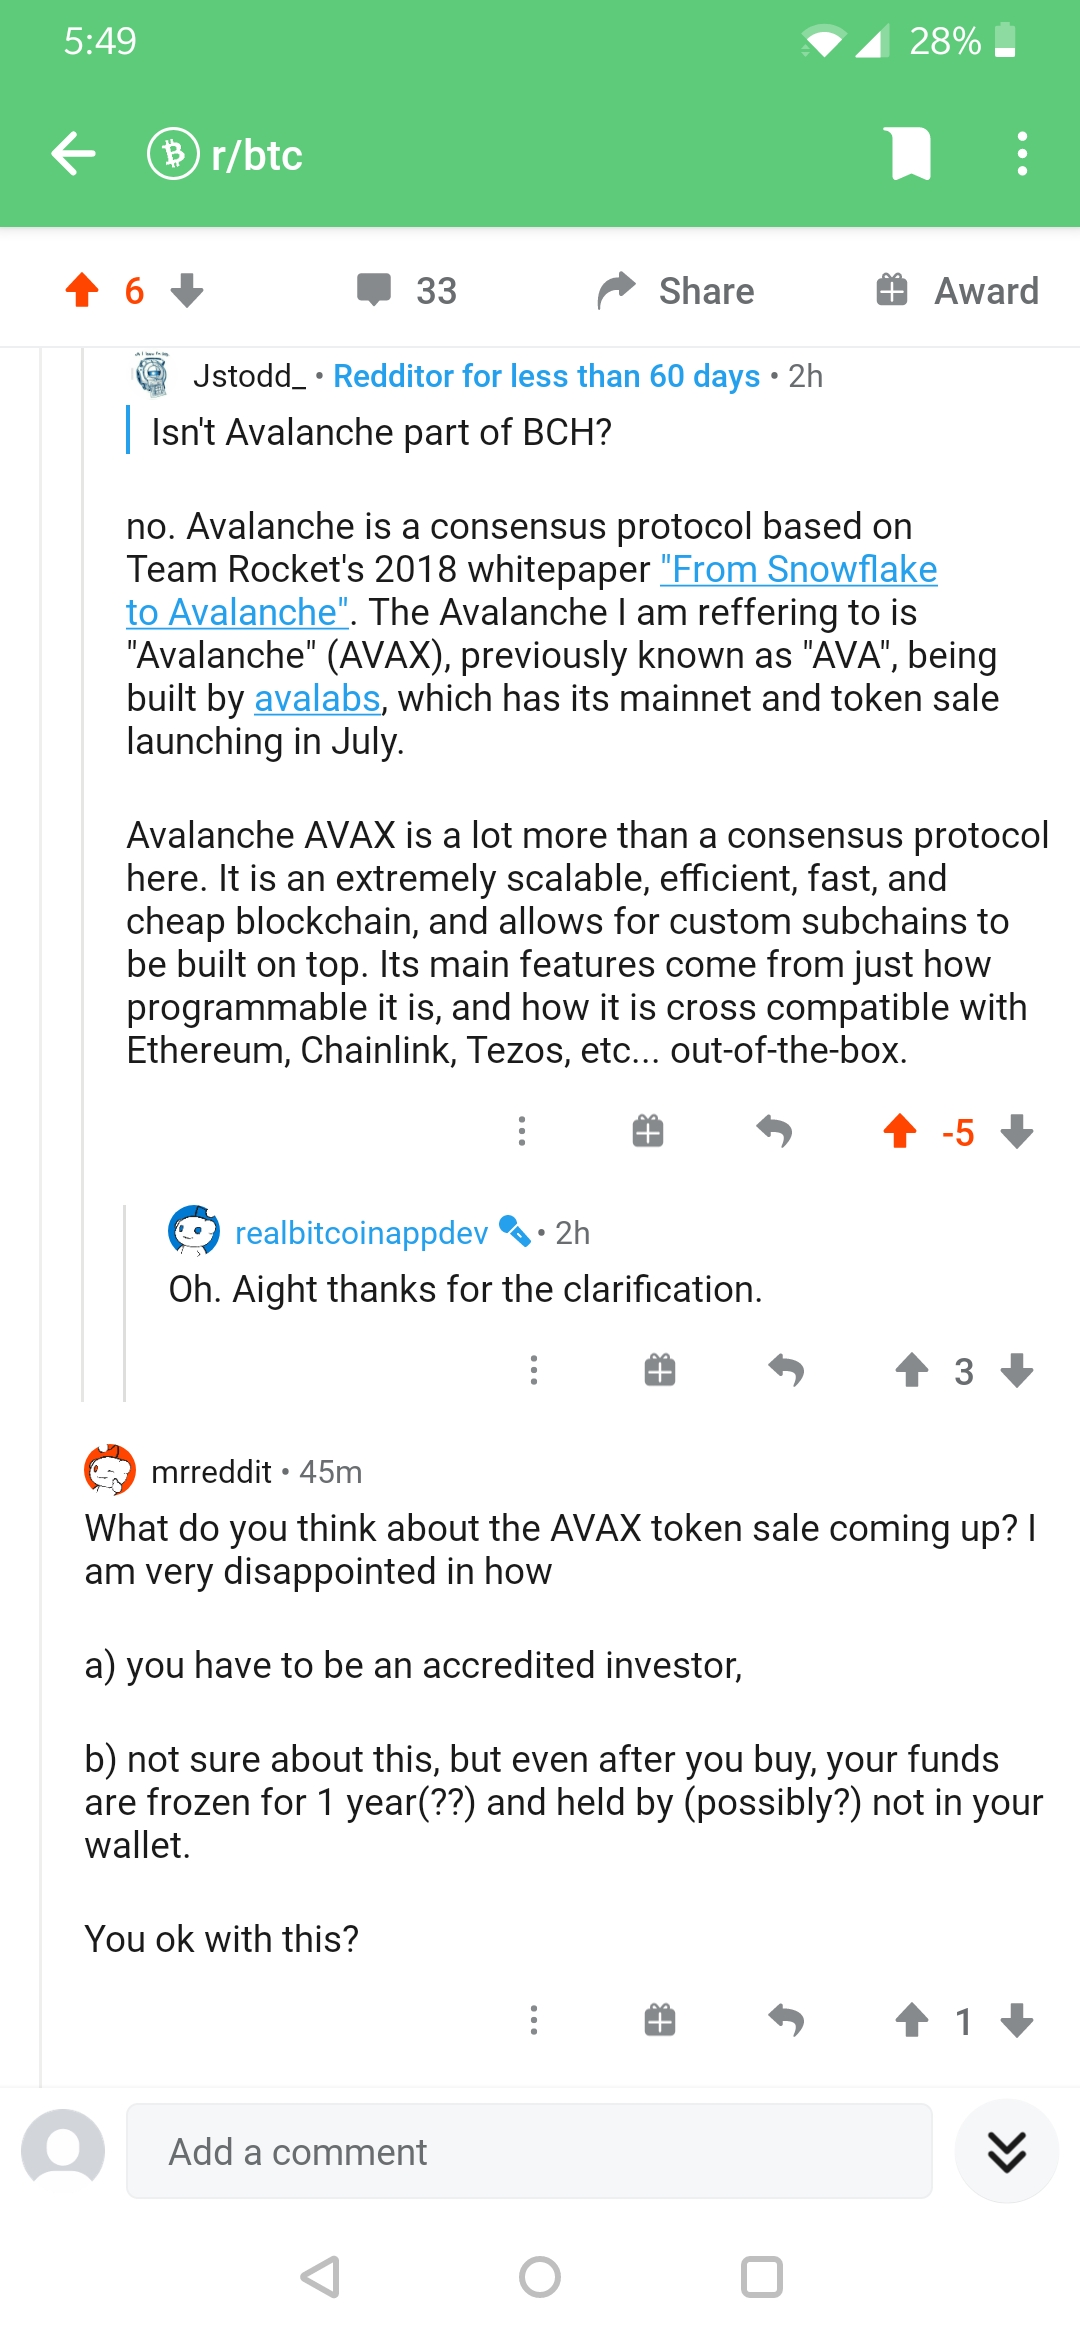 5:49
28%
r/btc
6
33
Share
Award
Jstodd_ • Redditor for less than 60 days • 2h
Isn't Avalanche part of BCH?
no. Avalanche is a consensus protocol based on
Team Rocket's 2018 whitepaper "From Snowflake
to Avalanche". The Avalanche I am reffering to is
"Avalanche" (AVAX), previously known as "AVA", being
built by avalabs, which has its mainnet and token sale
launching in July.
Avalanche AVAX is a lot more than a consensus protocol
here. It is an extremely scalable, efficient, fast, and
cheap blockchain, and allows for custom subchains to
be built on top. Its main features come from just how
programmable it is, and how it is cross compatible with
Ethereum, Chainlink, Tezos, etc... out-of-the-box.
-5
realbitcoinappdev • 2h
Oh. Aight thanks for the clarification.
3
mrreddit • 45m
What do you think about the AVAX token sale coming up? I
am very disappointed in how
a) you have to be an accredited investor,
b) not sure about this, but even after you buy, your funds
are frozen for 1 year(??) and held by (possibly?) not in your
wallet.
You ok with this?
1
Add a comment